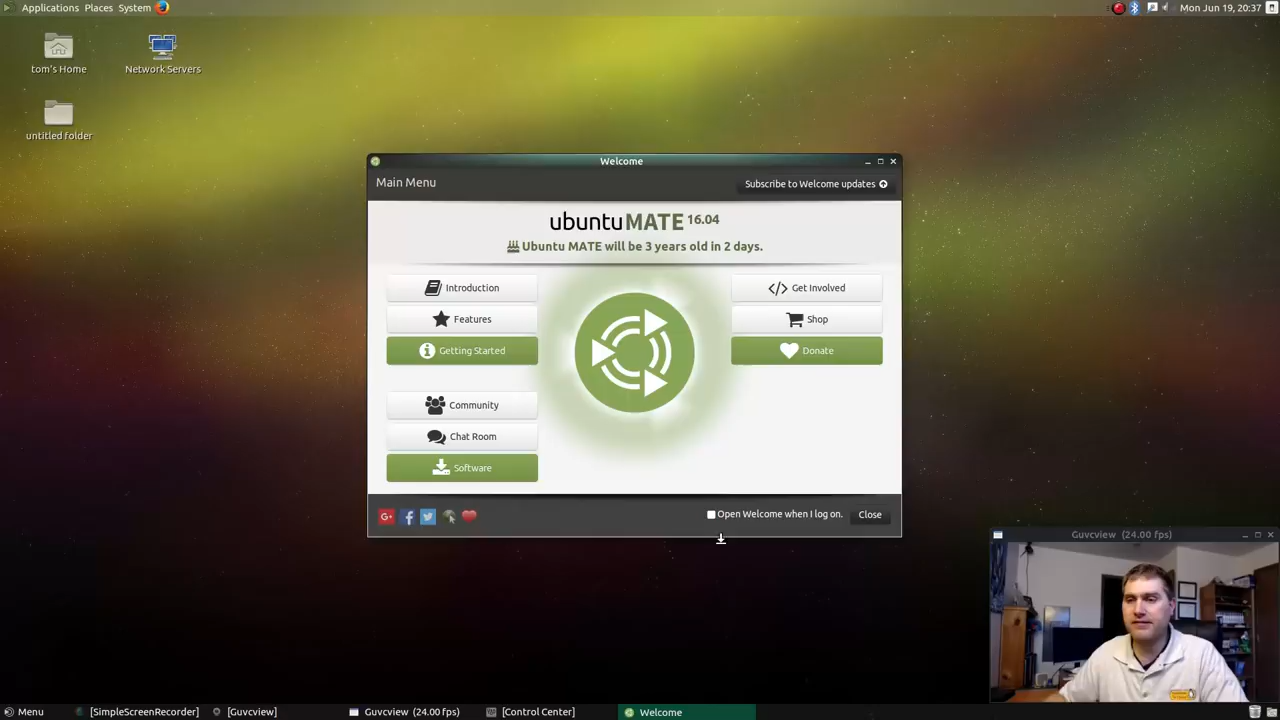 Applications Places System
Mon Jun 19, 20:37
tom's Home
Network Servers
untitled folder
Welcome
Main Menu
Subscribe to Welcome updates
ubuntu MATE 16.04
Ubuntu MATE will be 3 years old in 2 days.
Introduction
Get Involved
Features
Shop
Getting Started
Donate
Community
Chat Room
Software
Open Welcome when I log on.
Close
Guvcview (24.00 fps)
Menu
[SimpleScreenRecorder]
[Guvcview]
Guvcview (24.00 fps)
[Control Center]
Welcome